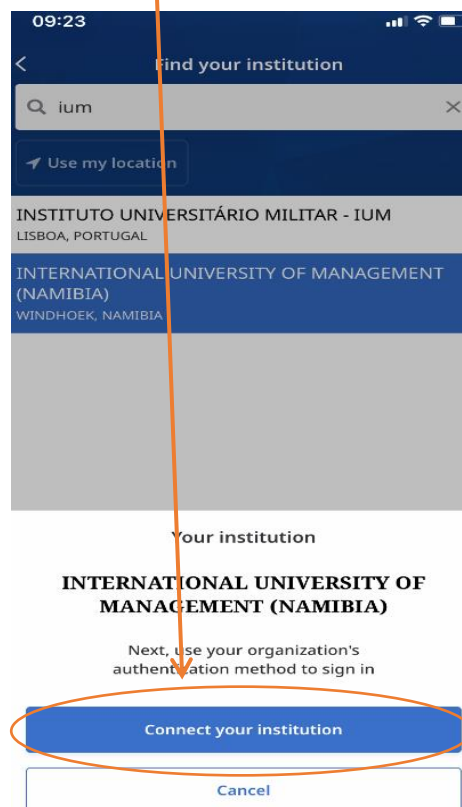 09:23
Find your institution
ium
Use my location
INSTITUTO UNIVERSITÁRIO MILITAR - IUM
LISBOA, PORTUGAL
INTERNATIONAL UNIVERSITY OF MANAGEMENT
(NAMIBIA)
WINDHOEK, NAMIBIA
Your institution
INTERNATIONAL UNIVERSITY OF
MANAGEMENT (NAMIBIA)
Next, use your organization's
authentication method to sign in
Connect your institution
Cancel